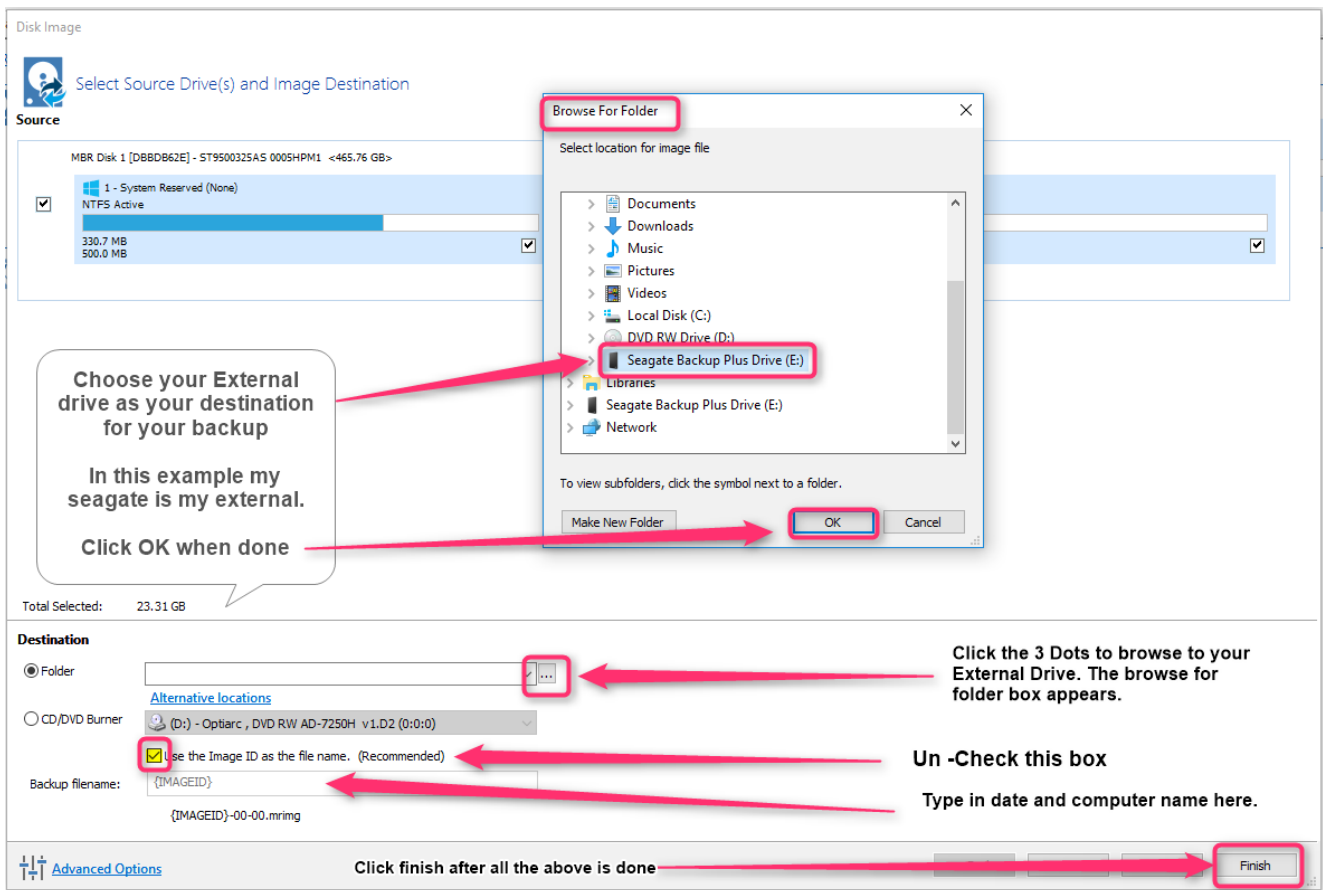 Disk Image
Select Source Drive(s) and Image Destination
Source
MBR Disk 1 [DBBDB62E] - ST9500325AS 0005HPM1  <465.76 GB>
1 - System Reserved (None)
NTFS Active
330.7 MB
500.0 MB
Browse For Folder
Select location for image file
Documents
Downloads
Music
Pictures
Videos
Local Disk (C:)
DVD RW Drive (D:)
Seagate Backup Plus Drive (E:)
Libraries
Seagate Backup Plus Drive (E:)
Network
To view subfolders, click the symbol next to a folder.
Make New Folder
OK
Cancel
Choose your External
drive as your destination
for your backup
In this example my
seagate is my external.
Click OK when done
Total Selected: 23.31 GB
Destination
Folder
...
Alternative locations
CD/DVD Burner
(D:) - Optiarc , DVD RW AD-7250H  v1.D2 (0:0:0)
Use the Image ID as the file name.  (Recommended)
Backup filename: {IMAGEID}
{IMAGEID}-00-00.mrimg
Click the 3 Dots to browse to your
External Drive. The browse for
folder box appears.
Un -Check this box
Type in date and computer name here.
Advanced Options
Click finish after all the above is done
Finish